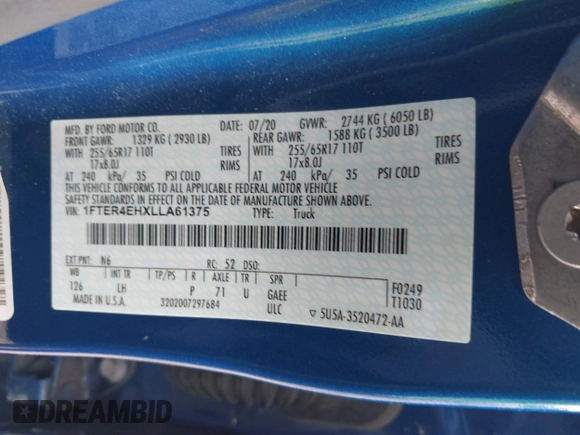 MFD. BY FORD MOTOR CO.
DATE: 07/20 GVWR: 2744 KG ( 6050 LB)
FRONT GAWR: 1329 KG ( 2930 LB) REAR GAWR: 1588 KG ( 3500 LB)
WITH 255/65R17 110T TIRES WITH 255/65R17 110T TIRES
17x8.0J RIMS 17x8.0J RIMS
AT 240 kPa/ 35 PSI COLD AT 240 kPa/ 35 PSI COLD
THIS VEHICLE CONFORMS TO ALL APPLICABLE FEDERAL MOTOR VEHICLE
SAFETY STANDARDS IN EFFECT ON THE DATE OF MANUFACTURE SHOWN ABOVE.
VIN: 1FTER4EHXLLA61375 TYPE: Truck
EXT PNT: N6 RC: 52 DSO:
WB INT TR TP/PS R AXLE TR SPR
126 LH P 71 U GAEE F0249
MADE IN U.S.A. 3202007297684 ULC T1030
▽ 5U5A-3520472-AA
DREAMBID